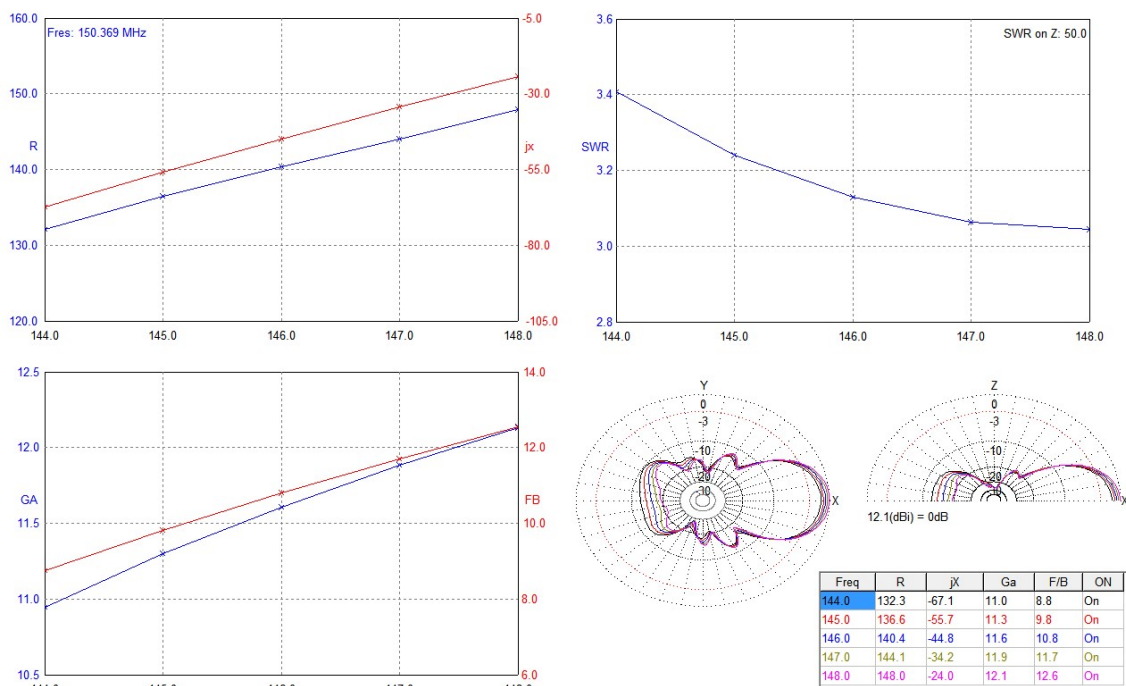 160.0
Fres: 150.369 MHz
-5.0
150.0
-30.0
R
jx
140.0
-55.0
130.0
-80.0
120.0
-105.0
144.0 145.0 146.0 147.0 148.0
3.6
SWR on Z: 50.0
3.4
SWR
3.2
3.0
2.8
144.0 145.0 146.0 147.0 148.0
12.5
14.0
12.0
12.0
GA
FB
11.5
10.0
11.0
8.0
10.5
6.0
Y
0
-3
-10
-20
-30
X
Z
0
-3
-10
-20
X
12.1(dBi) = 0dB
Freq R jX Ga F/B ON
144.0 132.3 -67.1 11.0 8.8 On
145.0 136.6 -55.7 11.3 9.8 On
146.0 140.4 -44.8 11.6 10.8 On
147.0 144.1 -34.2 11.9 11.7 On
148.0 148.0 -24.0 12.1 12.6 On